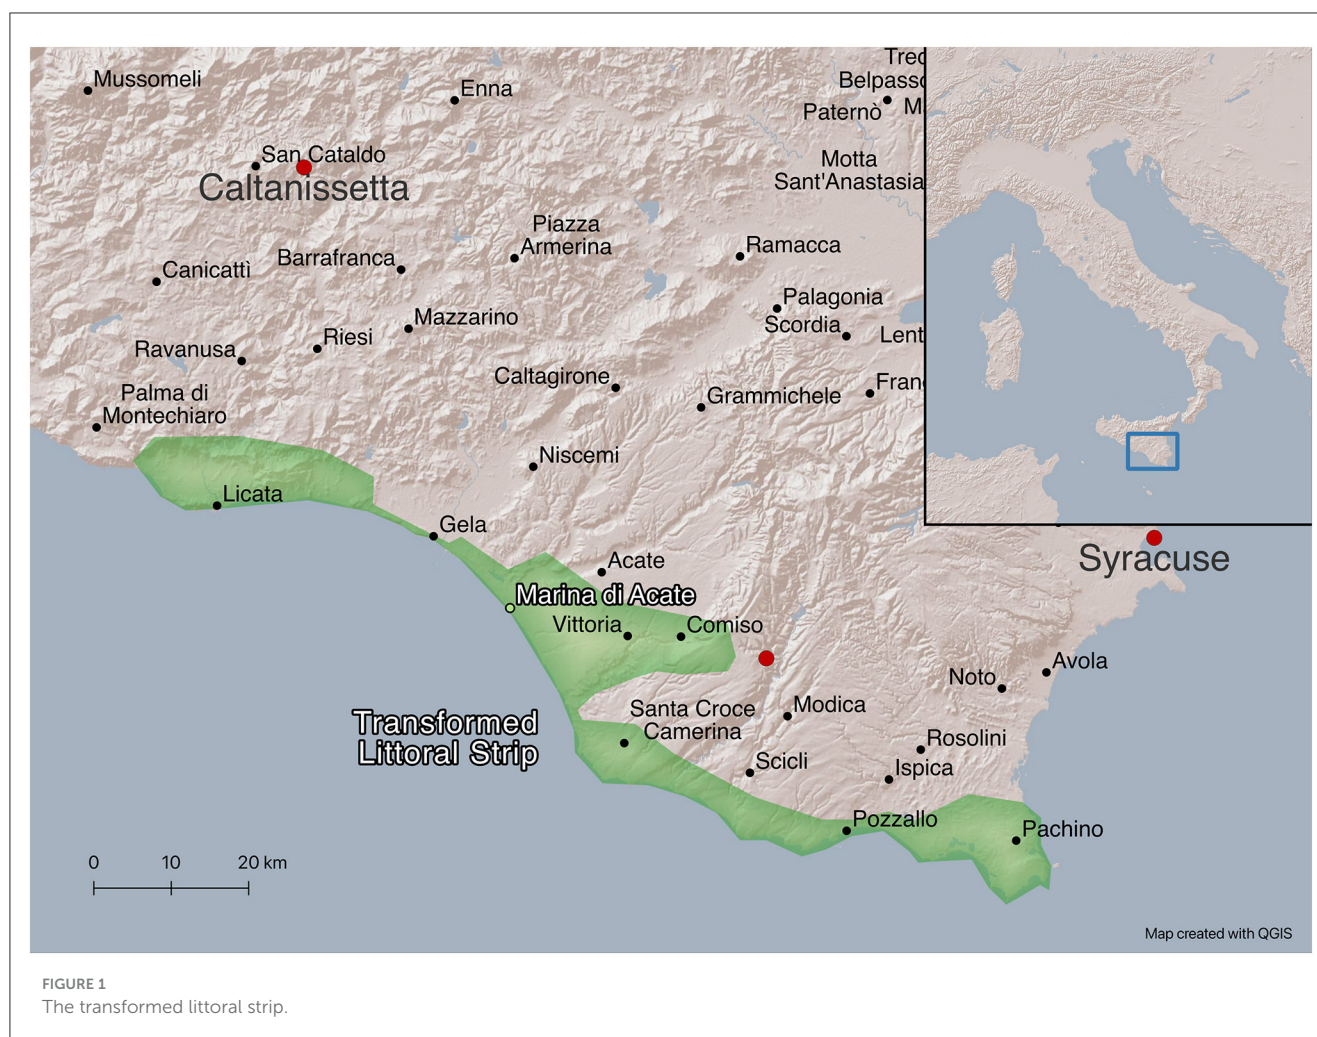 Mussomeli
Enna
Trec
Belpasso
Paternò
M
San Cataldo
Caltanissetta
Motta
Sant'Anastasia
Piazza
Armerina
Barrafranca
Ramacca
Canicattì
Palagonia
Mazzarino
Scordia
Riesi
Lent
Ravanusa
Caltagirone
Fran
Palma di
Montechiaro
Grammichele
Niscemi
Licata
Gela
Syracuse
Acate
Marina di Acate
Vittoria
Comiso
Avola
Noto
Santa Croce
Camerina
Modica
Transformed
Littoral Strip
Rosolini
Scicli
Ispica
Pozzallo
Pachino
0 10 20 km
Map created with QGIS
FIGURE 1
The transformed littoral strip.